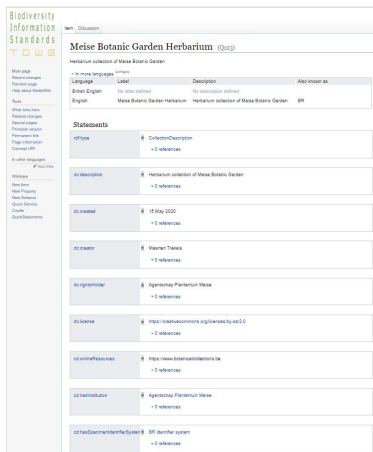 Biodiversity
Information
Standards
T D W G
Main page
Recent changes
Random page
Help about MediaWiki
Tools
What links here
Related changes
Special pages
Printable version
Permanent link
Page information
Concept URI
In other languages
Add links
Wikibase
New Item
New Property
New Schema
Query Service
Cradle
QuickStatements
Item Discussion
Meise Botanic Garden Herbarium (Q123)
Herbarium collection of Meise Botanic Garden
In more languages Configure
Language Label Description Also known as
British English No label defined No description defined
English Meise Botanic Garden Herbarium Herbarium collection of Meise Botanic Garden BR
Statements
rdf:type CollectionDescription
0 references
dc:description Herbarium collection of Meise Botanic Garden
0 references
dc:created 15 May 2020
0 references
dc:creator Maarten Trekels
0 references
dc:rightsHolder Agentschap Plantentuin Meise
0 references
dc:license https://creativecommons.org/licenses/by-sa/3.0
0 references
cd:onlineResources https://www.botanicalcollections.be
0 references
cd:hasInstitution Agentschap Plantentuin Meise
0 references
cd:hasSpecimenIdentifierSystem BR identifier system
0 references